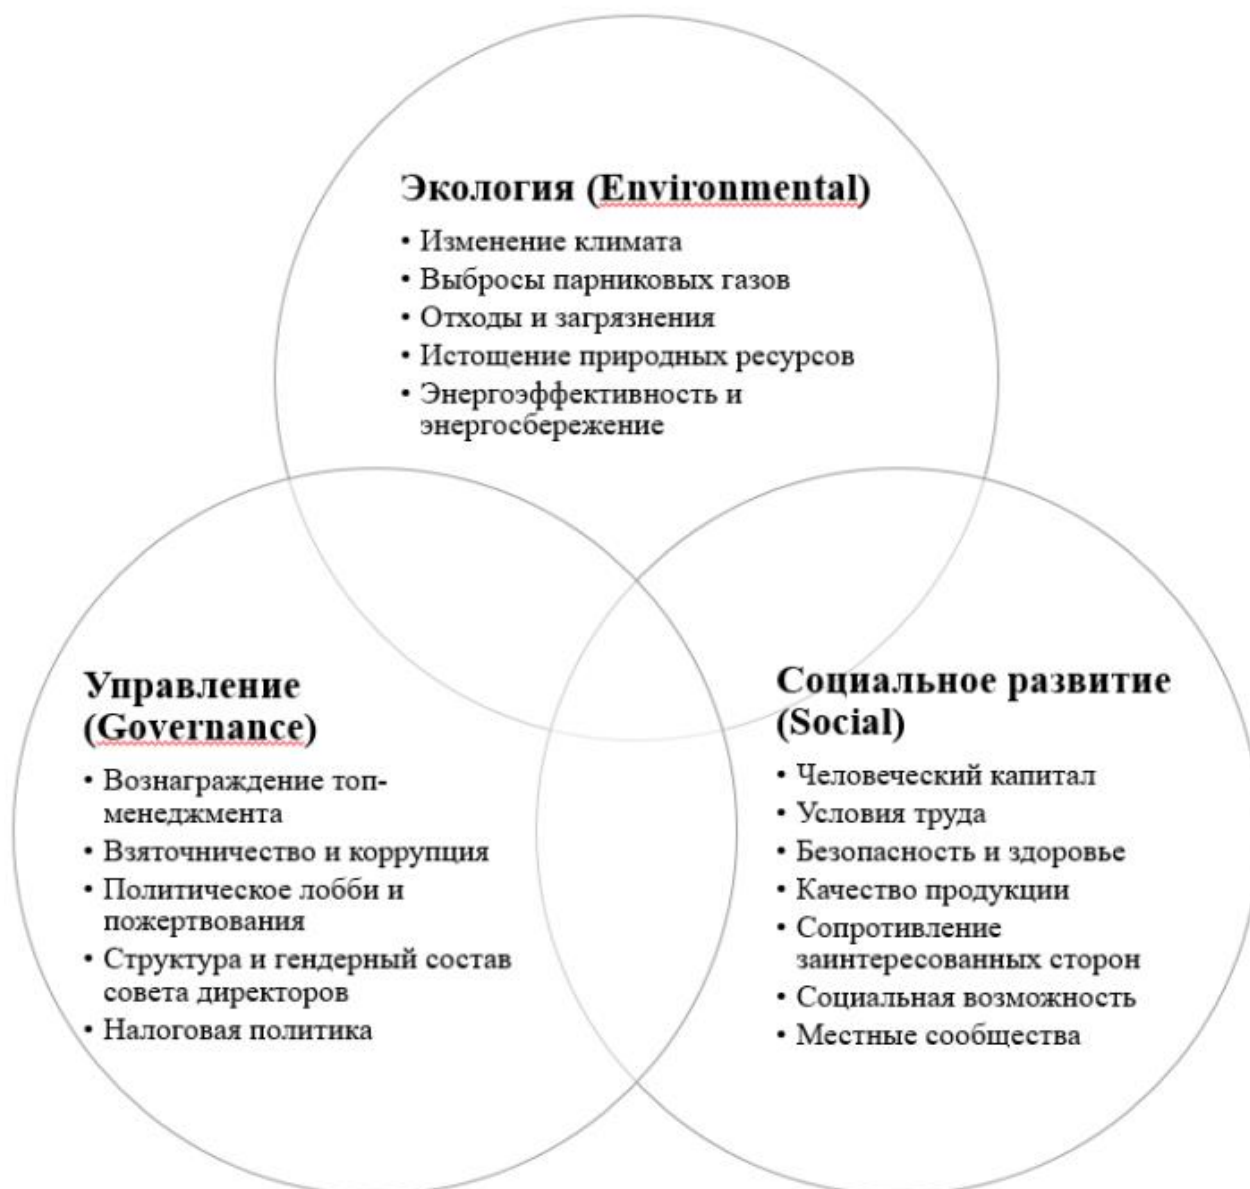 Экология (Environmental)
• Изменение климата
• Выбросы парниковых газов
• Отходы и загрязнения
• Истощение природных ресурсов
• Энергоэффективность и
энергосбережение
Управление
(Governance)
• Вознаграждение топ-
менеджмента
• Взяточничество и коррупция
• Политическое лобби и
пожертвования
• Структура и гендерный состав
совета директоров
• Налоговая политика
Социальное развитие
(Social)
• Человеческий капитал
• Условия труда
• Безопасность и здоровье
• Качество продукции
• Сопротивление
заинтересованных сторон
• Социальная возможность
• Местные сообщества